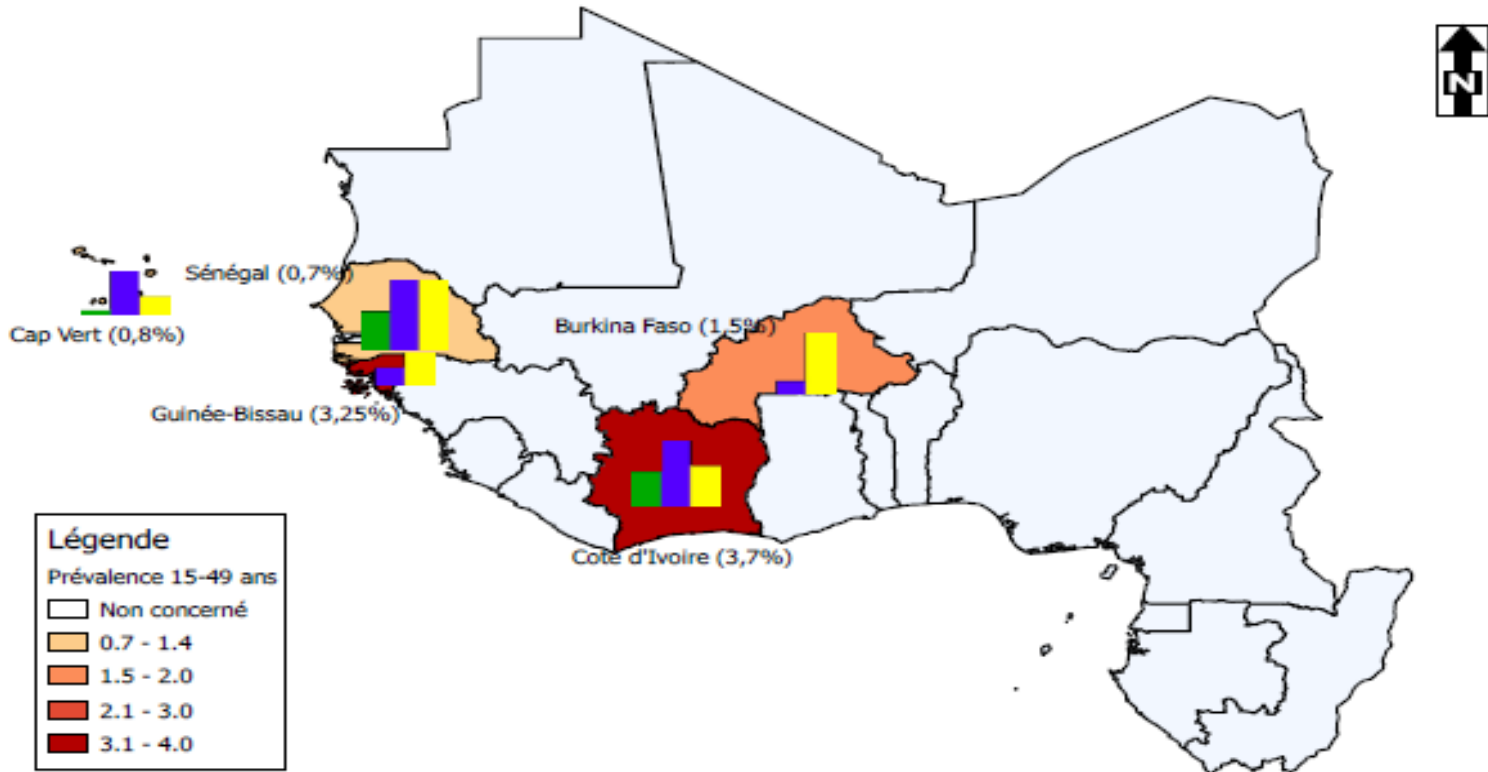 N
Sénégal (0,7%)
Cap Vert (0,8%)
Burkina Faso (1,5%)
Guinée-Bissau (3,25%)
Cote d'Ivoire (3,7%)
Légende
Prévalence 15-49 ans
Non concerné
0.7 - 1.4
1.5 - 2.0
2.1 - 3.0
3.1 - 4.0